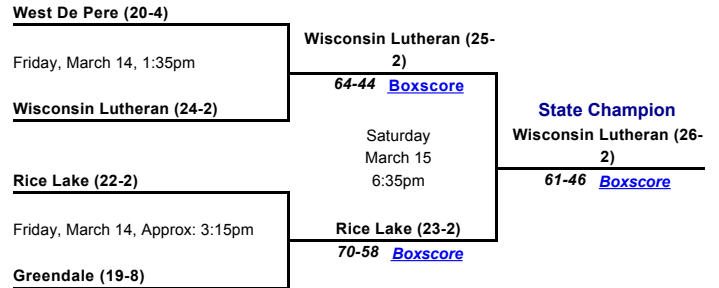 West De Pere (20-4)
Friday, March 14, 1:35pm
Wisconsin Lutheran (24-2)
Rice Lake (22-2)
Friday, March 14, Approx: 3:15pm
Greendale (19-8)
Wisconsin Lutheran (25-
2)
64-44 Boxscore
Saturday
March 15
6:35pm
Rice Lake (23-2)
70-58 Boxscore
State Champion
Wisconsin Lutheran (26-
2)
61-46 Boxscore